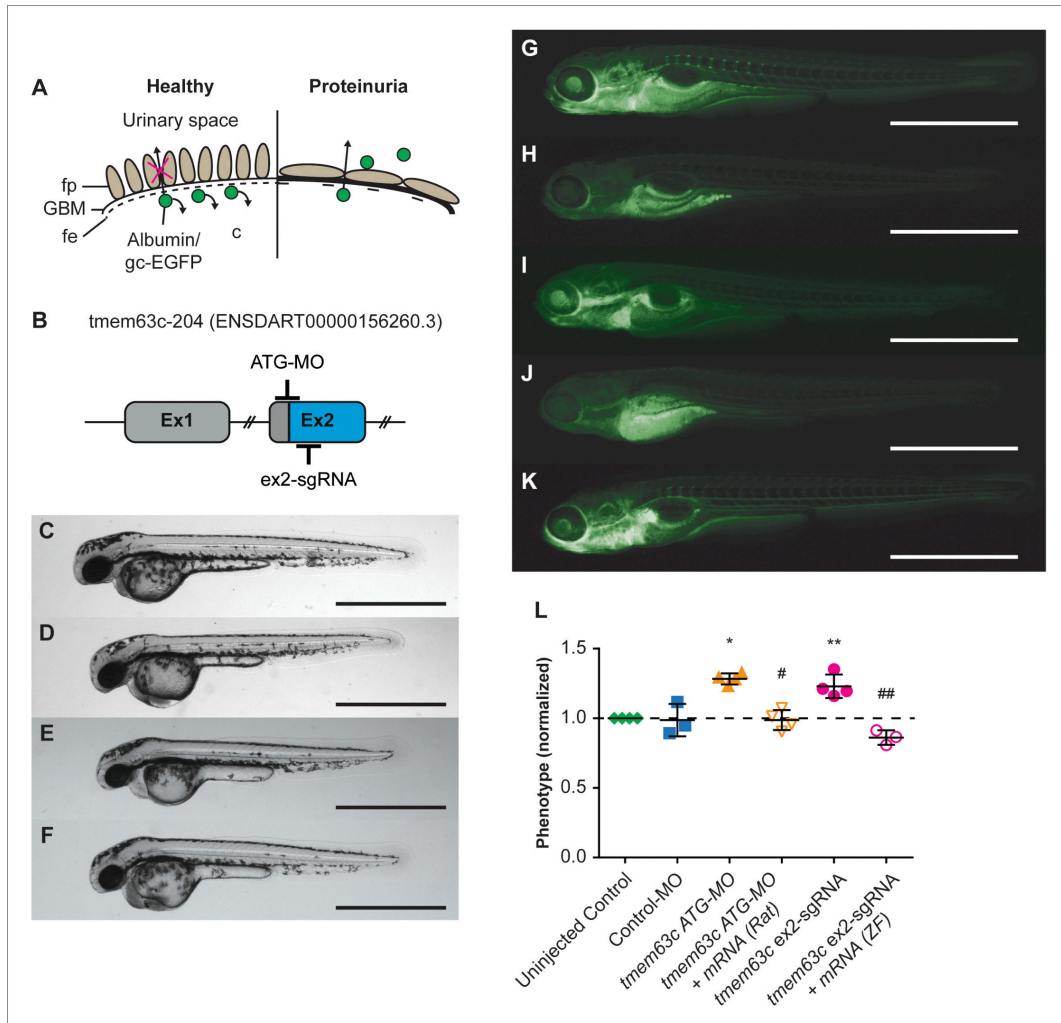 A
Healthy
Proteinuria
Urinary space
fp
GBM
fe
Albumin/
gc-EGFP
c
B
tmem63c-204 (ENSDART00000156260.3)
ATG-MO
Ex1
Ex2
ex2-sgRNA
C
D
E
F
G
H
I
J
K
L
Phenotype (normalized)
1.5
1.0
0.5
0.0
*
#
**
##
Uninjected Control
Control-MO
tmem63c ATG-MO
tmem63c ATG-MO
+ mRNA (Rat)
tmem63c ex2-sgRNA
tmem63c ex2-sgRNA
+ mRNA (ZF)